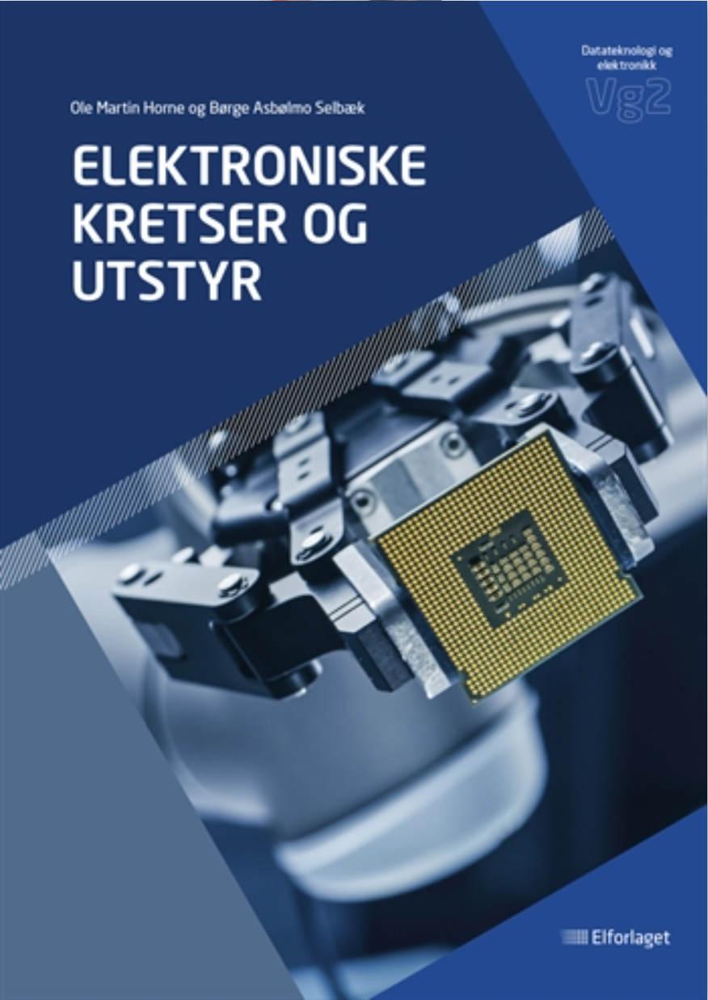 Datateknologi og
elektronikk
Vg2
Ole Martin Horne og Børge Asbølmo Selbæk
ELEKTRONISKE
KRETSER OG
UTSTYR
Elforlaget